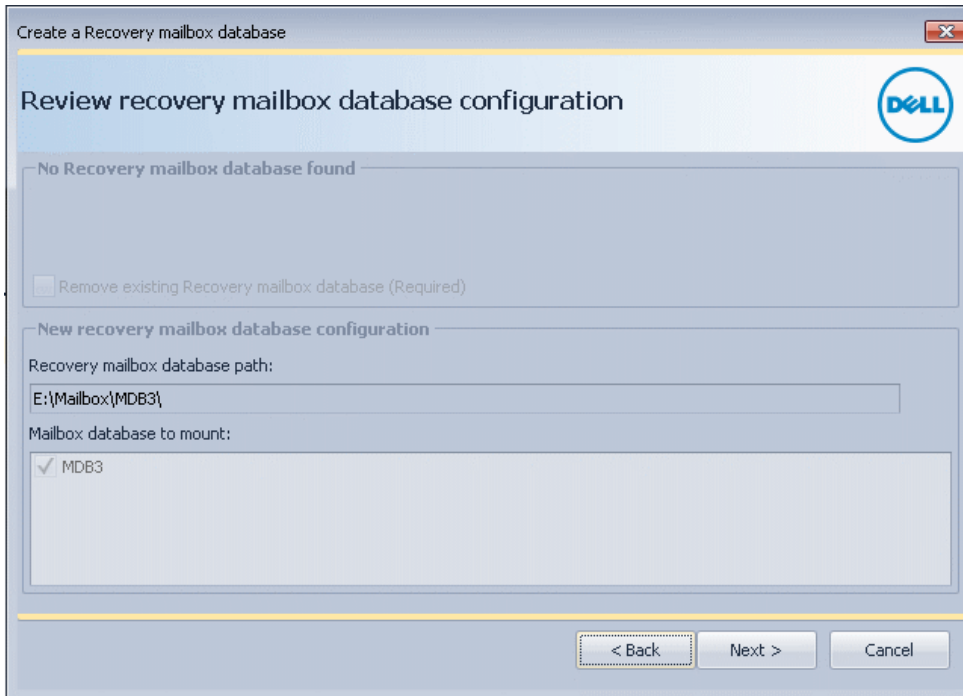 Create a Recovery mailbox database
Review recovery mailbox database configuration
DELL
No Recovery mailbox database found
Remove existing Recovery mailbox database (Required)
New recovery mailbox database configuration
Recovery mailbox database path:
E:\Mailbox\MDB3\
Mailbox database to mount:
MDB3
< Back Next > Cancel